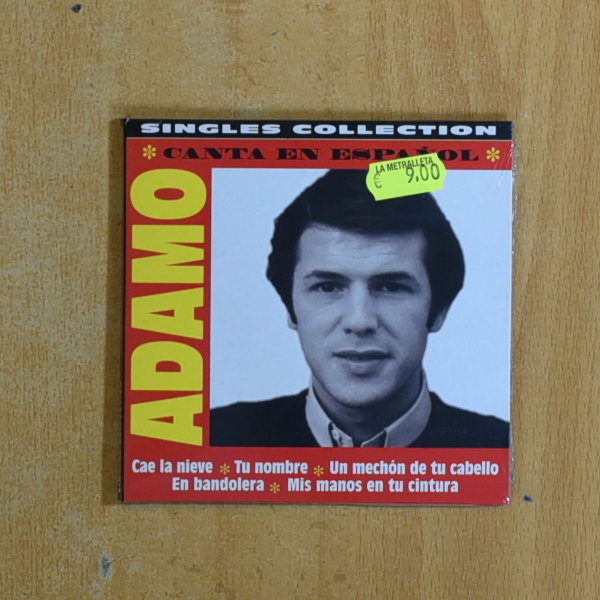 SINGLES COLLECTION
* CANTA EN ESPAÑOL *
LA METRALLETA
€ 9,00
ADAMO
Cae la nieve * Tu nombre * Un mechón de tu cabello
En bandolera * Mis manos en tu cintura